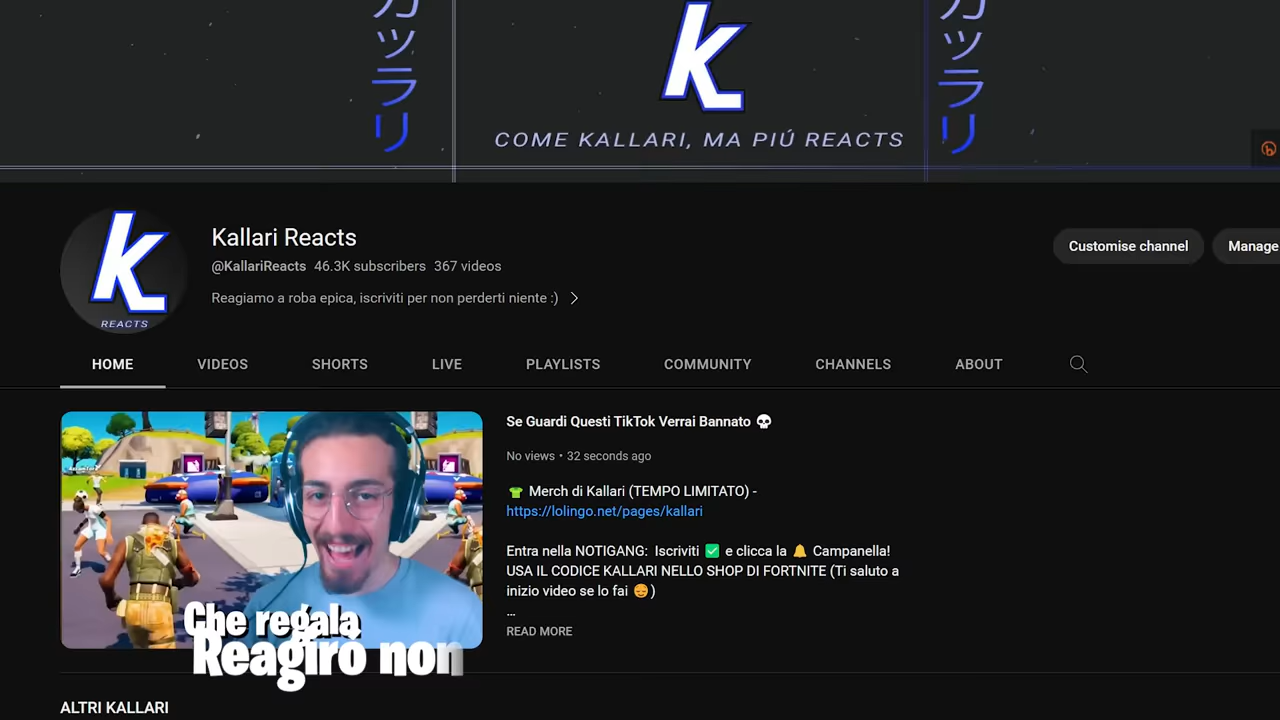 カッラリ
k
カッラリ
COME KALLARI, MA PIÚ REACTS
k
REACTS
Kallari Reacts
@KallariReacts 46.3K subscribers 367 videos
Reagiamo a roba epica, iscriviti per non perderti niente :)
Customise channel
Manage
HOME VIDEOS SHORTS LIVE PLAYLISTS COMMUNITY CHANNELS ABOUT
Se Guardi Questi TikTok Verrai Bannato 💀
No views • 32 seconds ago
👕 Merch di Kallari (TEMPO LIMITATO) -
https://lolingo.net/pages/kallari
Entra nella NOTIGANG: Iscriviti ✅ e clicca la 🔔 Campanella!
USA IL CODICE KALLARI NELLO SHOP DI FORTNITE (Ti saluto a
inizio video se lo fai 😌)
...
READ MORE
Che regala
Reagirò non
ALTRI KALLARI